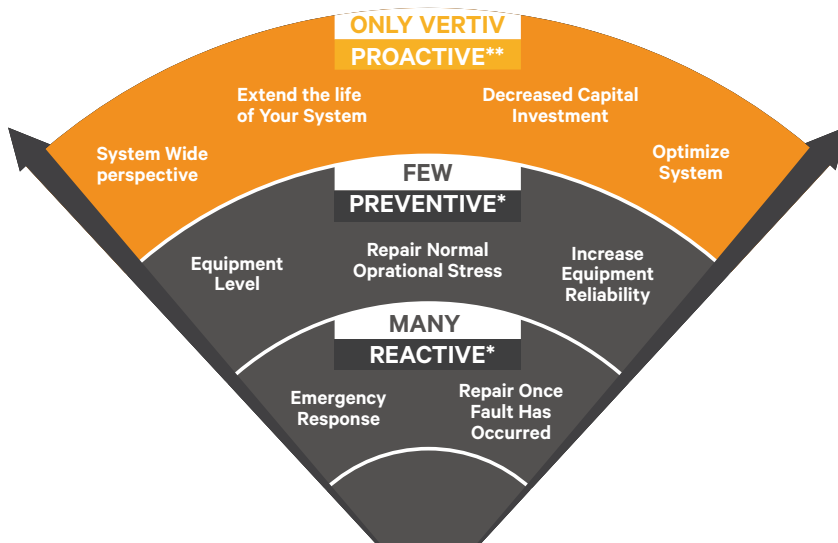 ONLY VERTIV
PROACTIVE**
Extend the life
of Your System
Decreased Capital
Investment
System Wide
perspective
Optimize
System
FEW
PREVENTIVE*
Equipment
Level
Repair Normal
Oprational Stress
Increase
Equipment
Reliability
MANY
REACTIVE*
Emergency
Response
Repair Once
Fault Has
Occurred